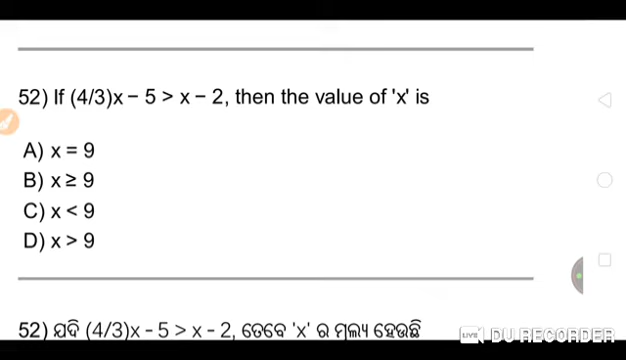 52) If (4/3)x − 5 > x − 2, then the value of 'x' is
A) x = 9
B) x ≥ 9
C) x < 9
D) x > 9
52) ଯଦି (4/3)x - 5 > x - 2, ତେବେ 'x' ର ମୂଲ୍ୟ ହେଉଛି
LIVE DU RECORDER